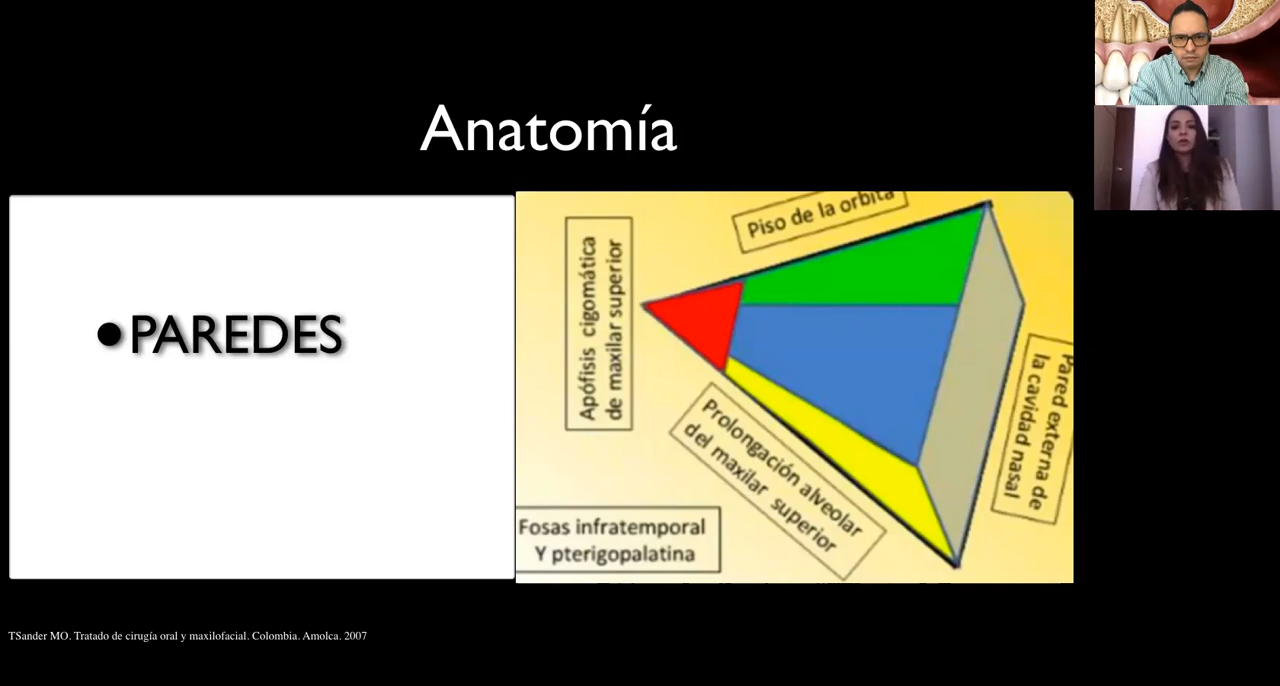 Anatomía
•PAREDES
Apófisis cigomática
de maxilar superior
Piso de la orbita
Prolongación alveolar
del maxilar superior
Pared externa de
la cavidad nasal
Fosas infratemporal
Y pterigopalatina
TSander MO. Tratado de cirugía oral y maxilofacial. Colombia. Amolca. 2007